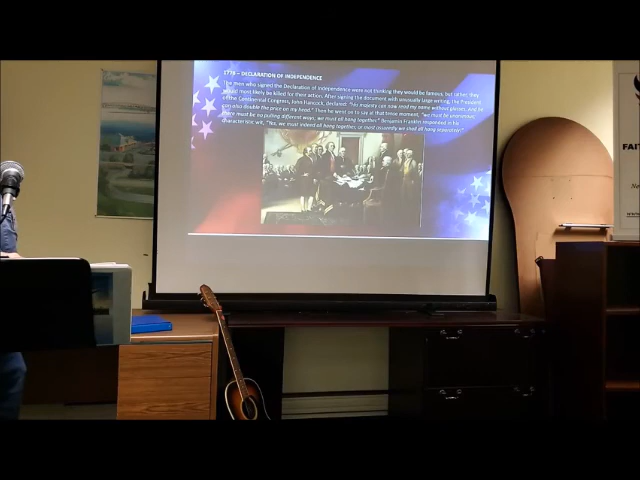 1776 – DECLARATION OF INDEPENDENCE
The men who signed the Declaration of Independence were not thinking they would be famous, but rather they
would most likely be killed for their action. After signing the document with unusually large writing, the President
of the Continental Congress, John Hancock, declared "his majesty can now read my name without glasses. And he
can also double the price on my head." Then he went on to say at that tense moment, "we must be unanimous;
there must be no pulling different ways; we must all hang together." Benjamin Franklin responded in his
characteristic wit, "Yes, we must indeed all hang together, or most assuredly we shall all hang separately!"
FAIT